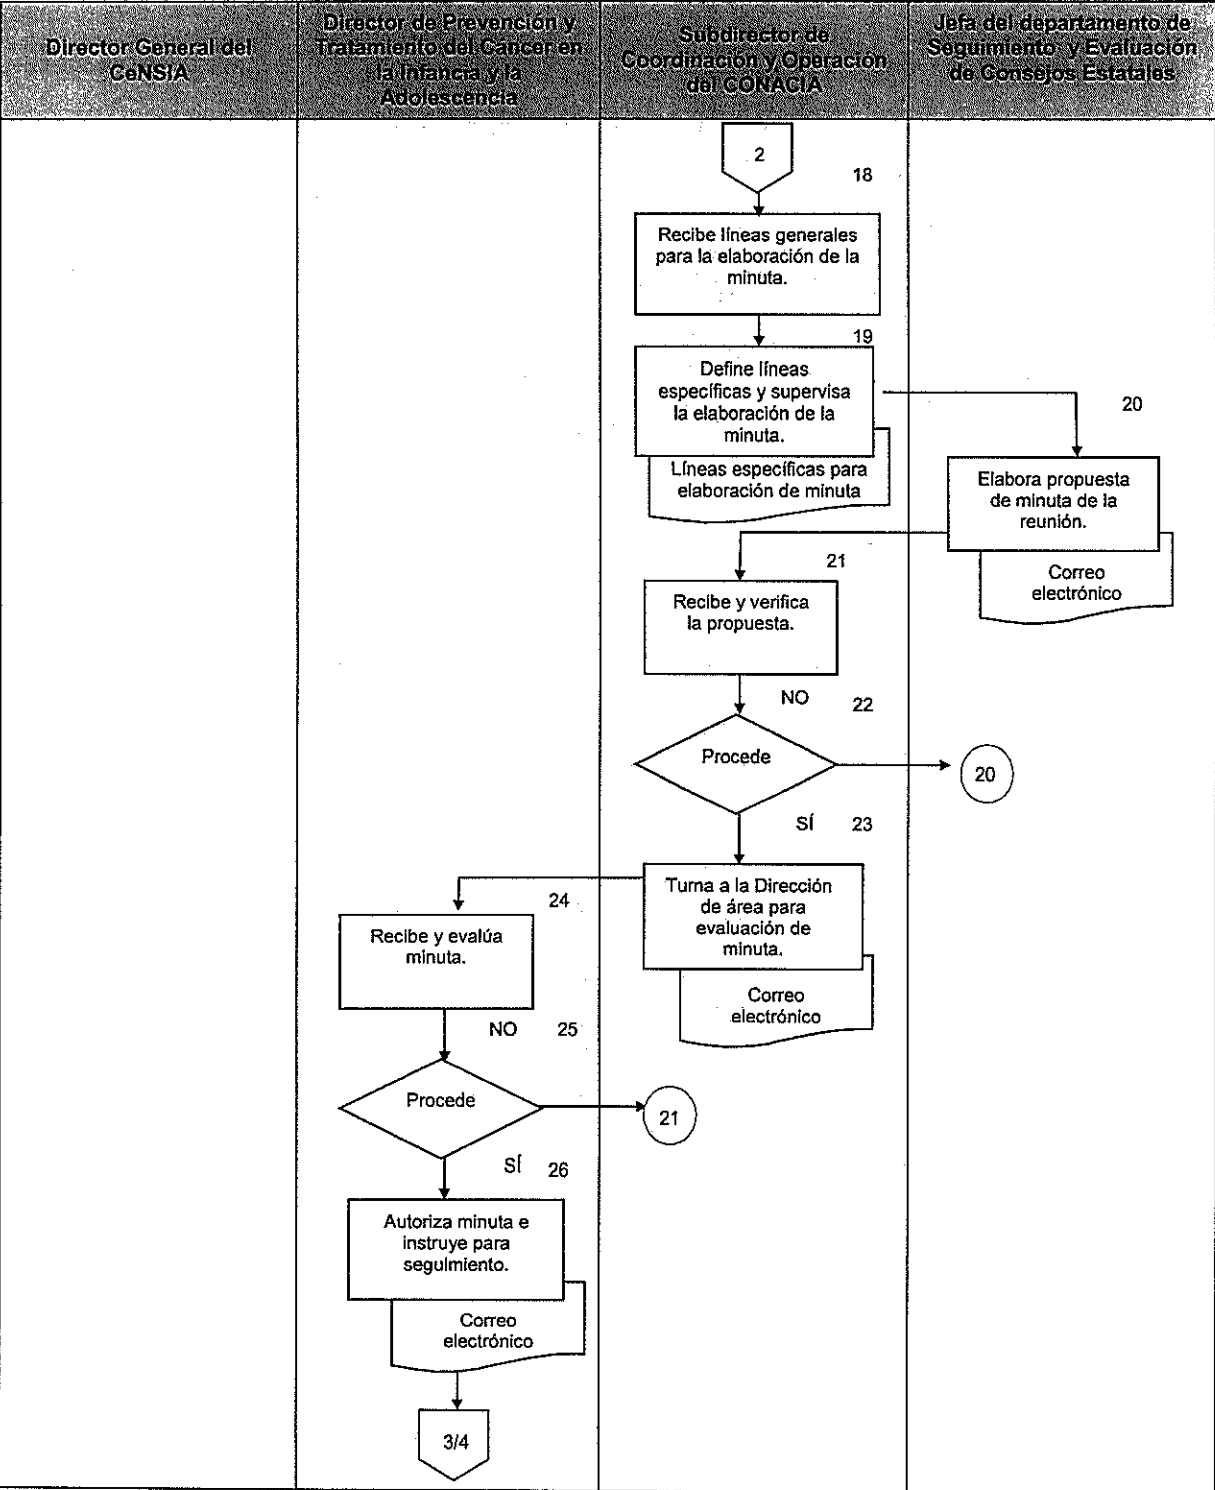 Director General del
CeNSIA
Director de Prevención y
Tratamiento del Cáncer en
la Infancia y la
Adolescencia
Subdirector de
Coordinación y Operación
del CONACIA
Jefa del departamento de
Seguimiento y Evaluación
de Consejos Estatales
2
18
Recibe líneas generales
para la elaboración de la
minuta.
19
Define líneas
específicas y supervisa
la elaboración de la
minuta.
Líneas específicas para
elaboración de minuta
20
Elabora propuesta
de minuta de la
reunión.
Correo
electrónico
21
Recibe y verifica
la propuesta.
NO
22
Procede
20
SÍ
23
Turna a la Dirección
de área para
evaluación de
minuta.
Correo
electrónico
24
Recibe y evalúa
minuta.
NO
25
Procede
21
SÍ
26
Autoriza minuta e
instruye para
seguimiento.
Correo
electrónico
3/4